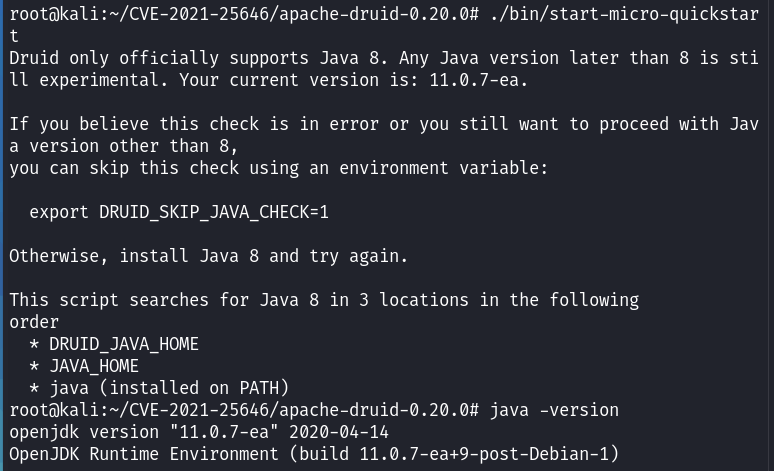 root@kali:~/CVE-2021-25646/apache-druid-0.20.0# ./bin/start-micro-quickstar
t
Druid only officially supports Java 8. Any Java version later than 8 is sti
ll experimental. Your current version is: 11.0.7-ea.

If you believe this check is in error or you still want to proceed with Jav
a version other than 8,
you can skip this check using an environment variable:

  export DRUID_SKIP_JAVA_CHECK=1

Otherwise, install Java 8 and try again.

This script searches for Java 8 in 3 locations in the following
order
  * DRUID_JAVA_HOME
  * JAVA_HOME
  * java (installed on PATH)
root@kali:~/CVE-2021-25646/apache-druid-0.20.0# java -version
openjdk version "11.0.7-ea" 2020-04-14
OpenJDK Runtime Environment (build 11.0.7-ea+9-post-Debian-1)